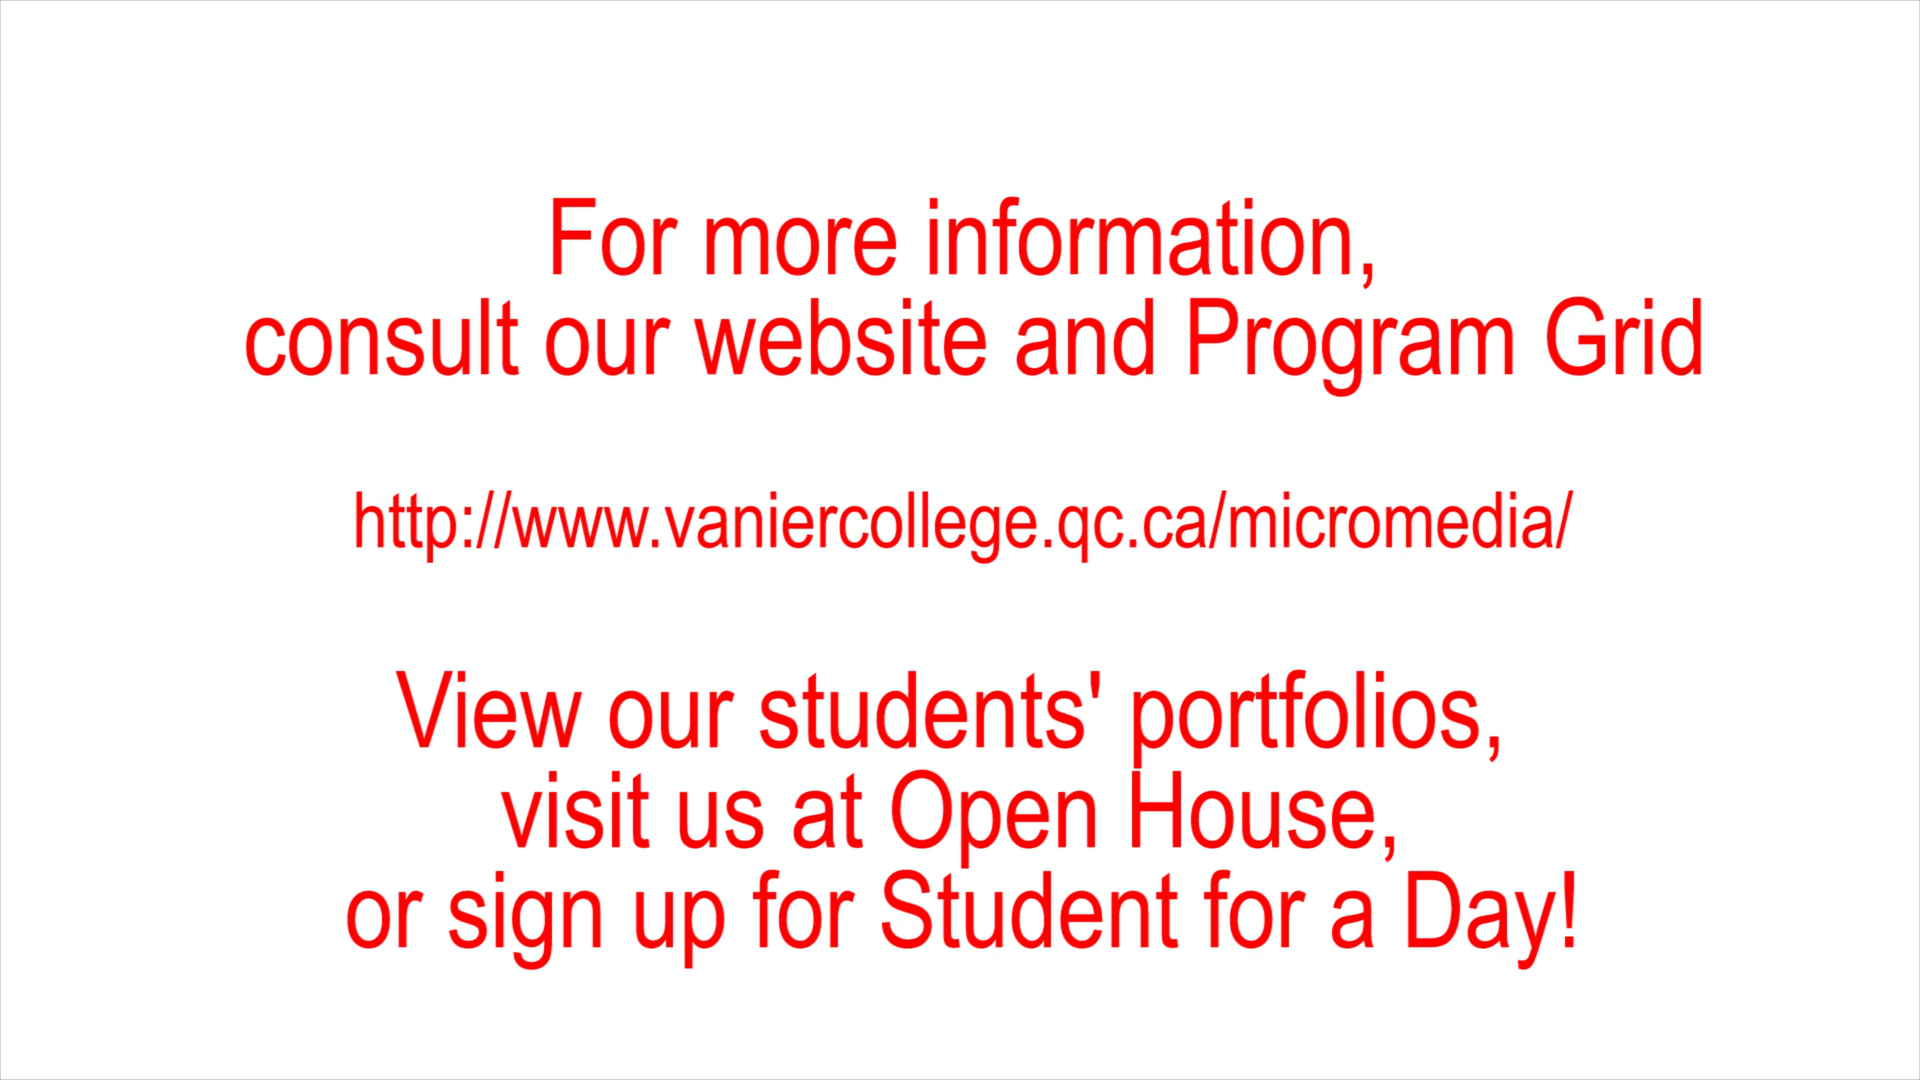 For more information,
consult our website and Program Grid
http://www.vaniercollege.qc.ca/micromedia/
View our students' portfolios,
visit us at Open House,
or sign up for Student for a Day!